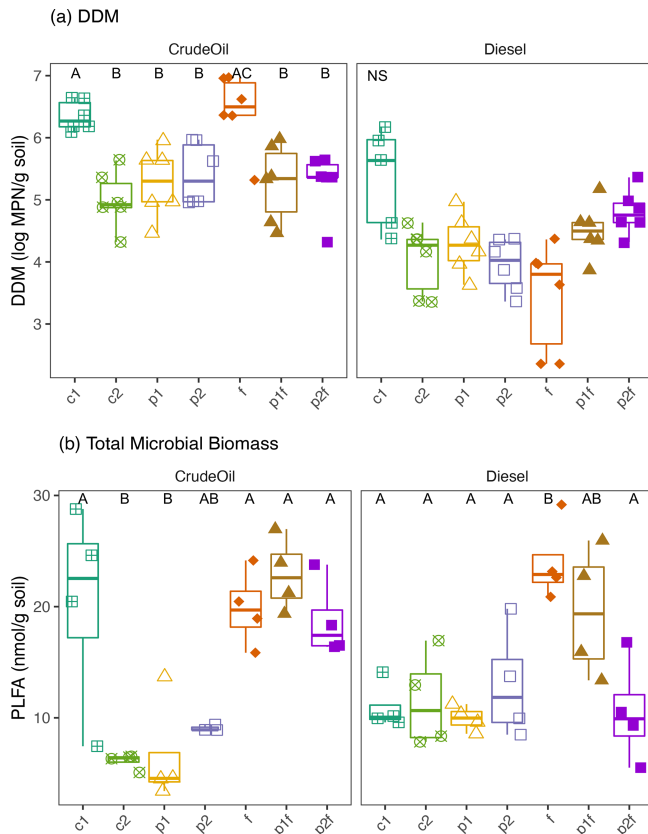 (a) DDM
CrudeOil Diesel
A B B B AC B B NS
7
6
5
4
3
DDM (log MPN/g soil)
c1 c2 p1 p2 f p1f p2f c1 c2 p1 p2 f p1f p2f
(b) Total Microbial Biomass
CrudeOil Diesel
A B B AB A A A A A A A B AB A
30
20
10
PLFA (nmol/g soil)
c1 c2 p1 p2 f p1f p2f c1 c2 p1 p2 f p1f p2f